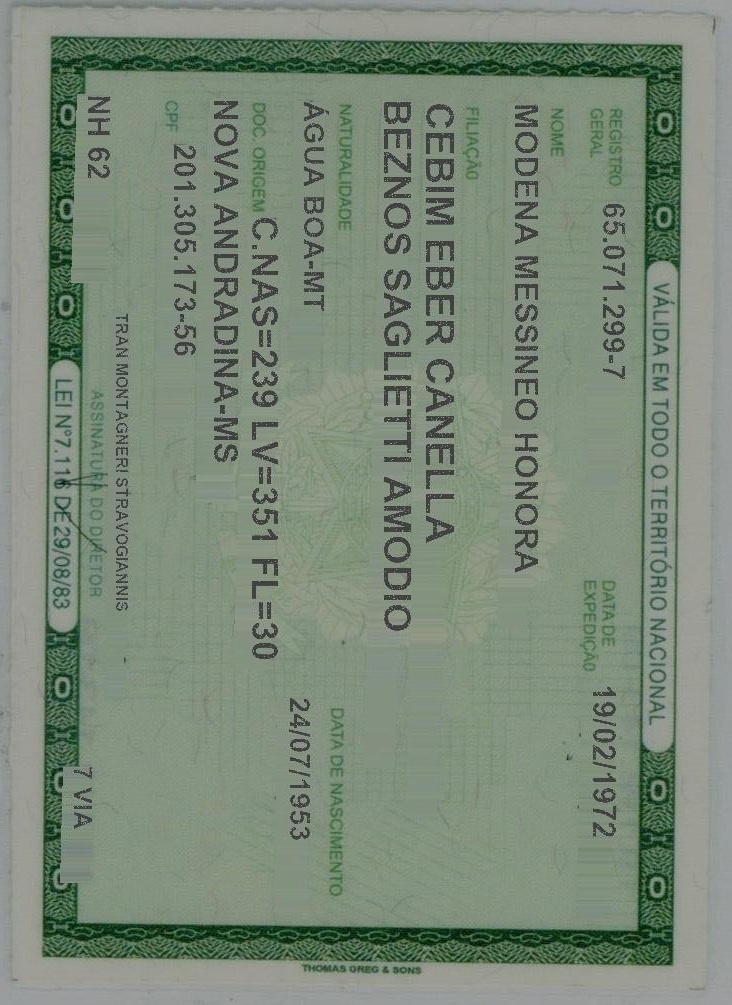 VÁLIDA EM TODO O TERRITÓRIO NACIONAL
REGISTRO GERAL 65.071.299-7 DATA DE EXPEDIÇÃO 19/02/1972
NOME
MODENA MESSINEO HONORA
FILIAÇÃO
CEBIM EBER CANELLA
BEZNOS SAGLIETTI AMODIO
NATURALIDADE DATA DE NASCIMENTO
ÁGUA BOA-MT 24/07/1953
DOC. ORIGEM C.NAS=239 LV=351 FL=30
NOVA ANDRADINA-MS
CPF 201.305.173-56
TRAN MONTAGNERI STRAVOGIANNIS
NH 62 ASSINATURA DO DIRETOR 7 VIA
LEI Nº 7.116 DE 29/08/83
THOMAS GREG & SONS